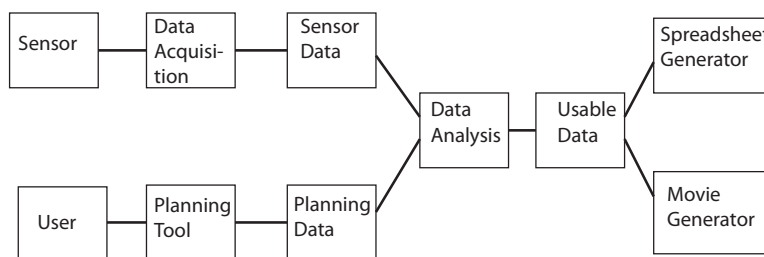 Sensor
Data
Acquisi-
tion
Sensor
Data
Data
Analysis
Usable
Data
Spreadsheet
Generator
User
Planning
Tool
Planning
Data
Movie
Generator